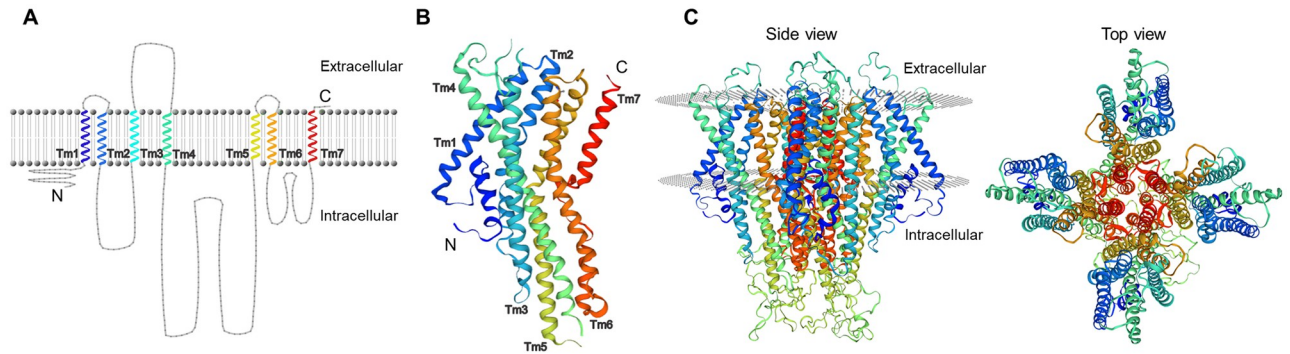 A
Extracellular
C
Tm1
Tm2
Tm3
Tm4
Tm5
Tm6
Tm7
N
Intracellular
B
Tm2
C
Tm4
Tm7
Tm1
N
Tm3
Tm6
Tm5
C
Side view
Top view
Extracellular
Intracellular